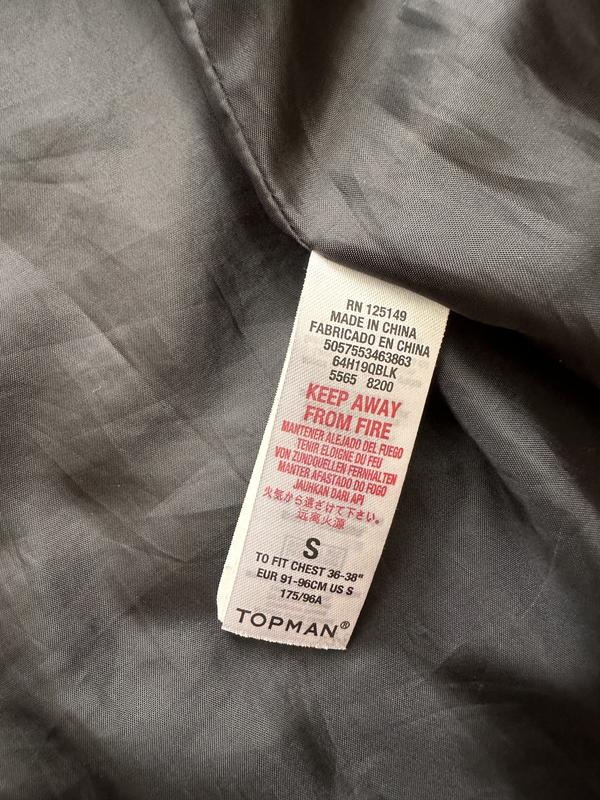 RN 125149
MADE IN CHINA
FABRICADO EN CHINA
5057553463863
64H19QBLK
5565 8200
KEEP AWAY
FROM FIRE
MANTENER ALEJADO DEL FUEGO
TENIR ELOIGNE DU FEU
VON ZUNDQUELLEN FERNHALTEN
MANTER AFASTADO DO FOGO
JAUHKAN DARI API
火気から遠ざけて下さい。
远离火源
S
TO FIT CHEST 36-38"
EUR 91-96CM US S
175/96A
TOPMAN®